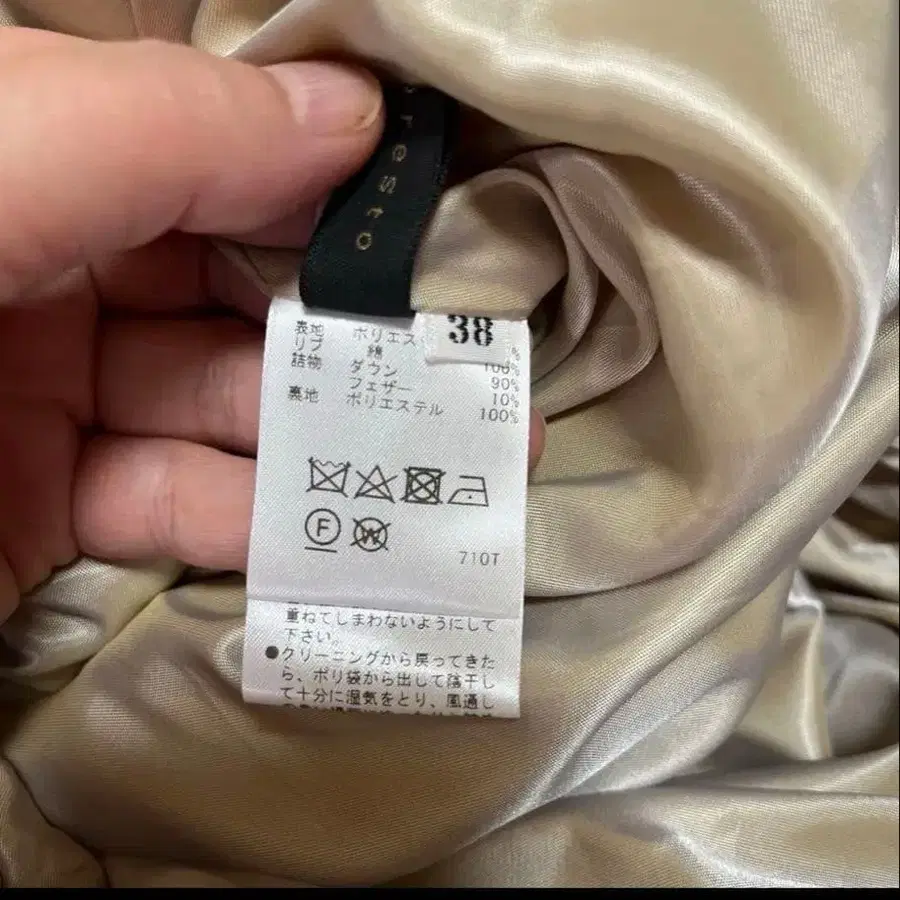 resto
38
表地 ポリエス %
リブ 綿 100%
詰物 ダウン 90%
フェザー 10%
裏地 ポリエステル 100%
F
W
710T
重ねてしまわないようにして
下さい。
●クリーニングから戻ってきた
ら、ポリ袋から出して陰干し
て十分に湿気をとり、風通し